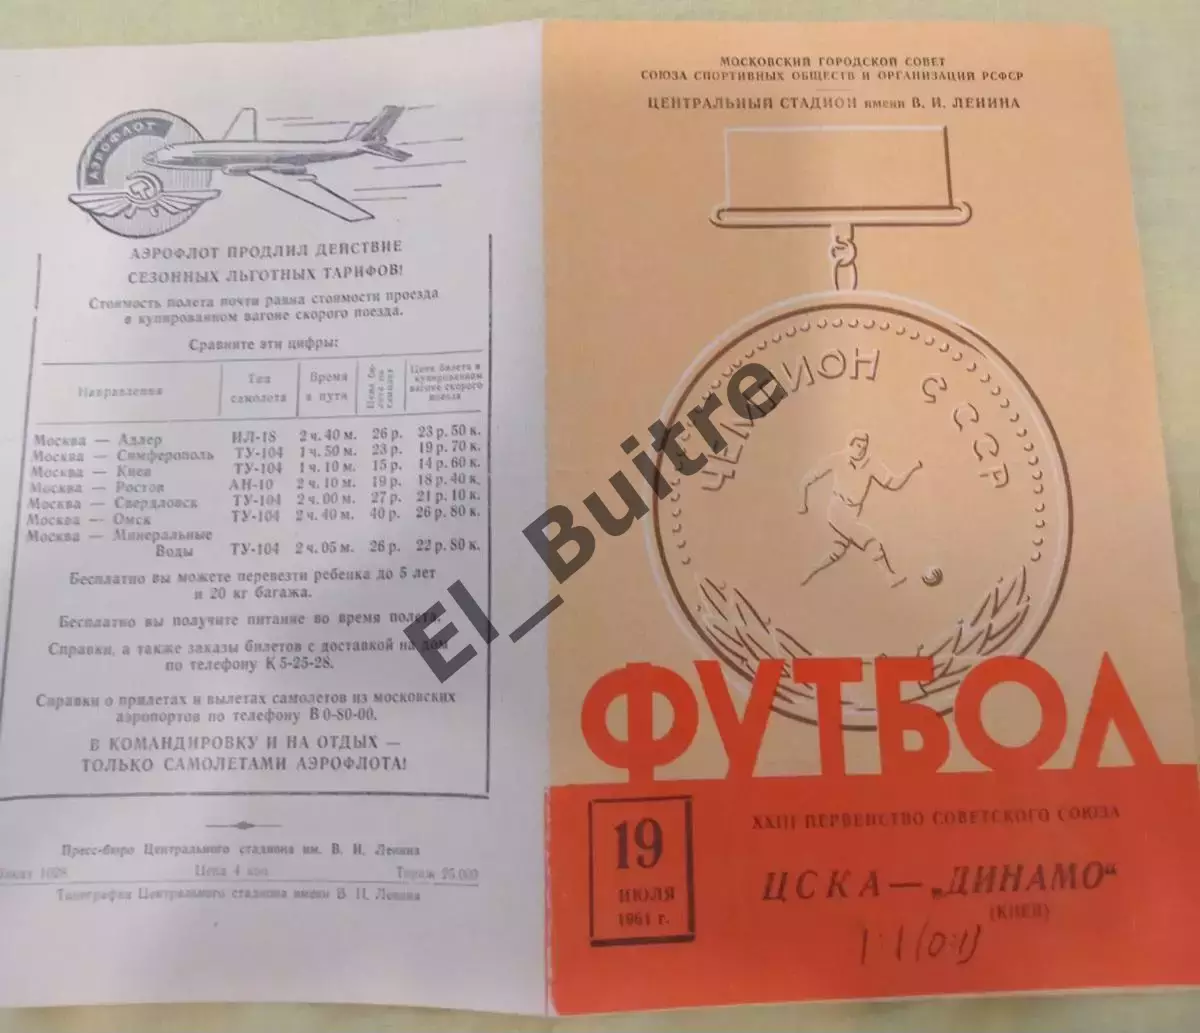 АЭРОФЛОТ
АЭРОФЛОТ ПРОДЛИЛ ДЕЙСТВИЕ
СЕЗОННЫХ ЛЬГОТНЫХ ТАРИФОВ!
Стоимость полета почти равна стоимости проезда
в купированном вагоне скорого поезда.
Сравните эти цифры:
Направления Тип самолета Время в пути Цена би- лета на самолет Цена билета в купированном вагоне скорого поезда
Москва — Адлер ИЛ-18 2 ч. 40 м. 26 р. 23 р. 50 к.
Москва — Симферополь ТУ-104 1 ч. 50 м. 23 р. 19 р. 70 к.
Москва — Киев ТУ-104 1 ч. 10 м. 15 р. 14 р. 60 к.
Москва — Ростов АН-10 2 ч. 10 м. 19 р. 18 р. 40 к.
Москва — Свердловск ТУ-104 2 ч. 00 м. 27 р. 21 р. 10 к.
Москва — Омск ТУ-104 2 ч. 40 м. 40 р. 26 р. 80 к.
Москва — Минеральные
Воды ТУ-104 2 ч. 05 м. 26 р. 22 р. 80 к.
Бесплатно вы можете перевезти ребенка до 5 лет
и 20 кг багажа.
Бесплатно вы получите питание во время полета.
Справки, а также заказы билетов с доставкой на дом
по телефону К 5-25-28.
Справки о прилетах и вылетах самолетов из московских
аэропортов по телефону В 0-80-00.
В КОМАНДИРОВКУ И НА ОТДЫХ —
ТОЛЬКО САМОЛЕТАМИ АЭРОФЛОТА!
Пресс-бюро Центрального стадиона им. В. И. Ленина
Заказ 1028 Цена 4 коп. Тираж 25.000
Типография Центрального стадиона имени В. И. Ленина
МОСКОВСКИЙ ГОРОДСКОЙ СОВЕТ
СОЮЗА СПОРТИВНЫХ ОБЩЕСТВ И ОРГАНИЗАЦИЙ РСФСР
ЦЕНТРАЛЬНЫЙ СТАДИОН имени В. И. ЛЕНИНА
ЧЕМПИОН СССР
ФУТБОЛ
XXIII ПЕРВЕНСТВО СОВЕТСКОГО СОЮЗА
19
ИЮЛЯ
1961 г.
ЦСКА — „ДИНАМО"
(КИЕВ)
1:1 (0:1)
El_Buitre